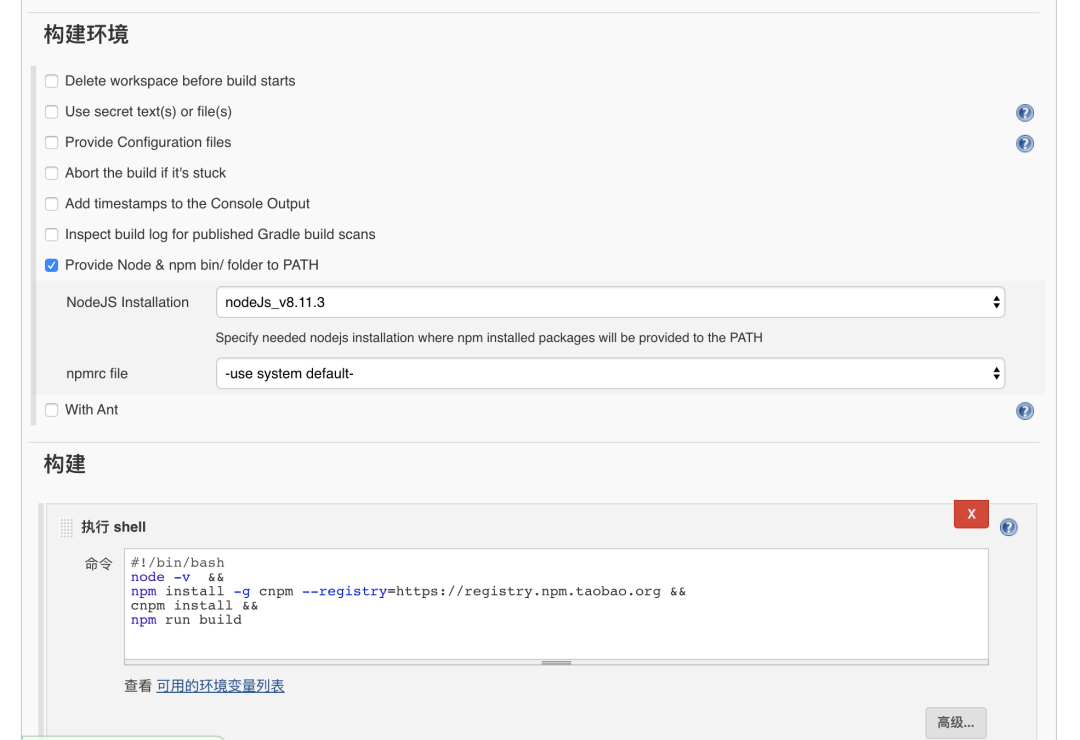 构建环境
Delete workspace before build starts
Use secret text(s) or file(s)
Provide Configuration files
Abort the build if it's stuck
Add timestamps to the Console Output
Inspect build log for published Gradle build scans
Provide Node & npm bin/ folder to PATH
NodeJS Installation nodeJs_v8.11.3
Specify needed nodejs installation where npm installed packages will be provided to the PATH
npmrc file -use system default-
With Ant
构建
X
执行 shell
命令 #!/bin/bash
node -v  &&
npm install -g cnpm --registry=https://registry.npm.taobao.org &&
cnpm install &&
npm run build
查看 可用的环境变量列表
高级...